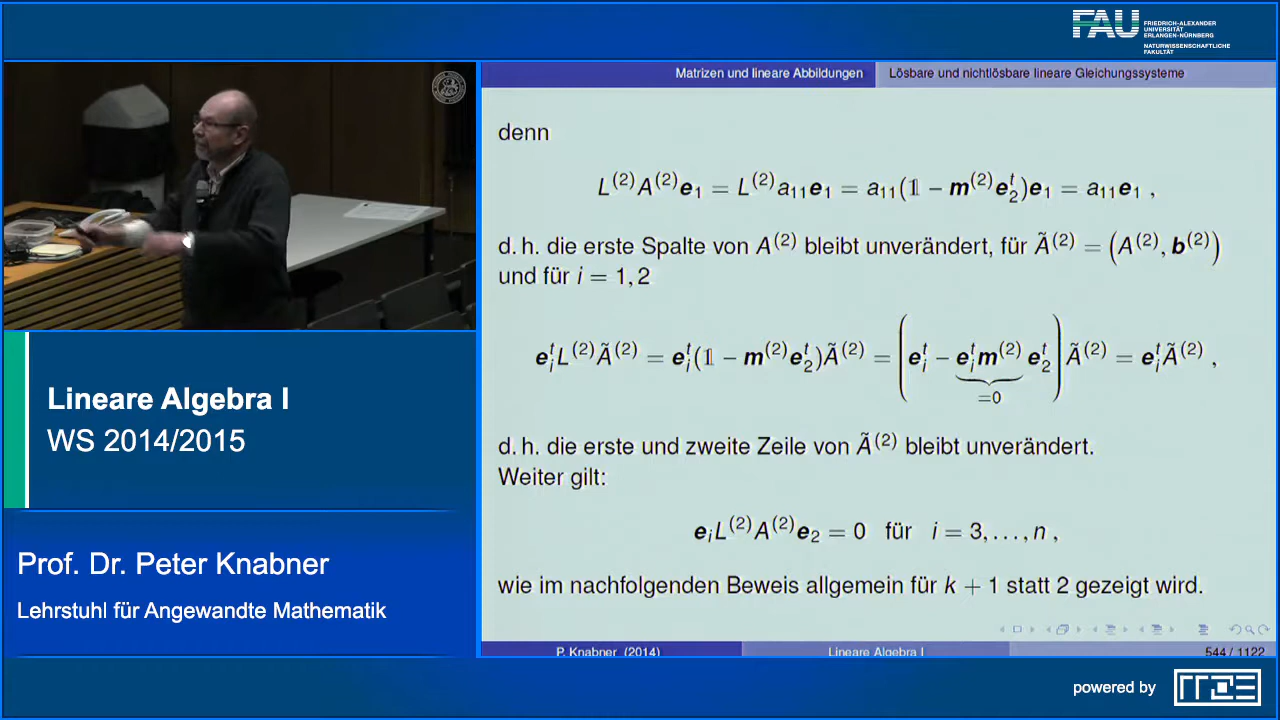 FAU FRIEDRICH-ALEXANDER
UNIVERSITÄT
ERLANGEN-NÜRNBERG
NATURWISSENSCHAFTLICHE
FAKULTÄT
Matrizen und lineare Abbildungen Lösbare und nichtlösbare lineare Gleichungssysteme
denn
L^{(2)}A^{(2)}e_1 = L^{(2)}a_{11}e_1 = a_{11}(𝟙 − m^{(2)}e_2^t)e_1 = a_{11}e_1 ,
d. h. die erste Spalte von A^{(2)} bleibt unverändert, für Ã^{(2)} = (A^{(2)}, b^{(2)})
und für i = 1, 2
e_i^t L^{(2)}Ã^{(2)} = e_i^t(𝟙 − m^{(2)}e_2^t)Ã^{(2)} = (e_i^t − e_i^t m^{(2)} e_2^t) Ã^{(2)} = e_i^t Ã^{(2)} ,
=0
d. h. die erste und zweite Zeile von Ã^{(2)} bleibt unverändert.
Weiter gilt:
e_i L^{(2)}A^{(2)}e_2 = 0 für i = 3, . . . , n ,
wie im nachfolgenden Beweis allgemein für k + 1 statt 2 gezeigt wird.
P. Knabner (2014) Lineare Algebra I 544 / 1122
Lineare Algebra I
WS 2014/2015
Prof. Dr. Peter Knabner
Lehrstuhl für Angewandte Mathematik
powered by RRZE